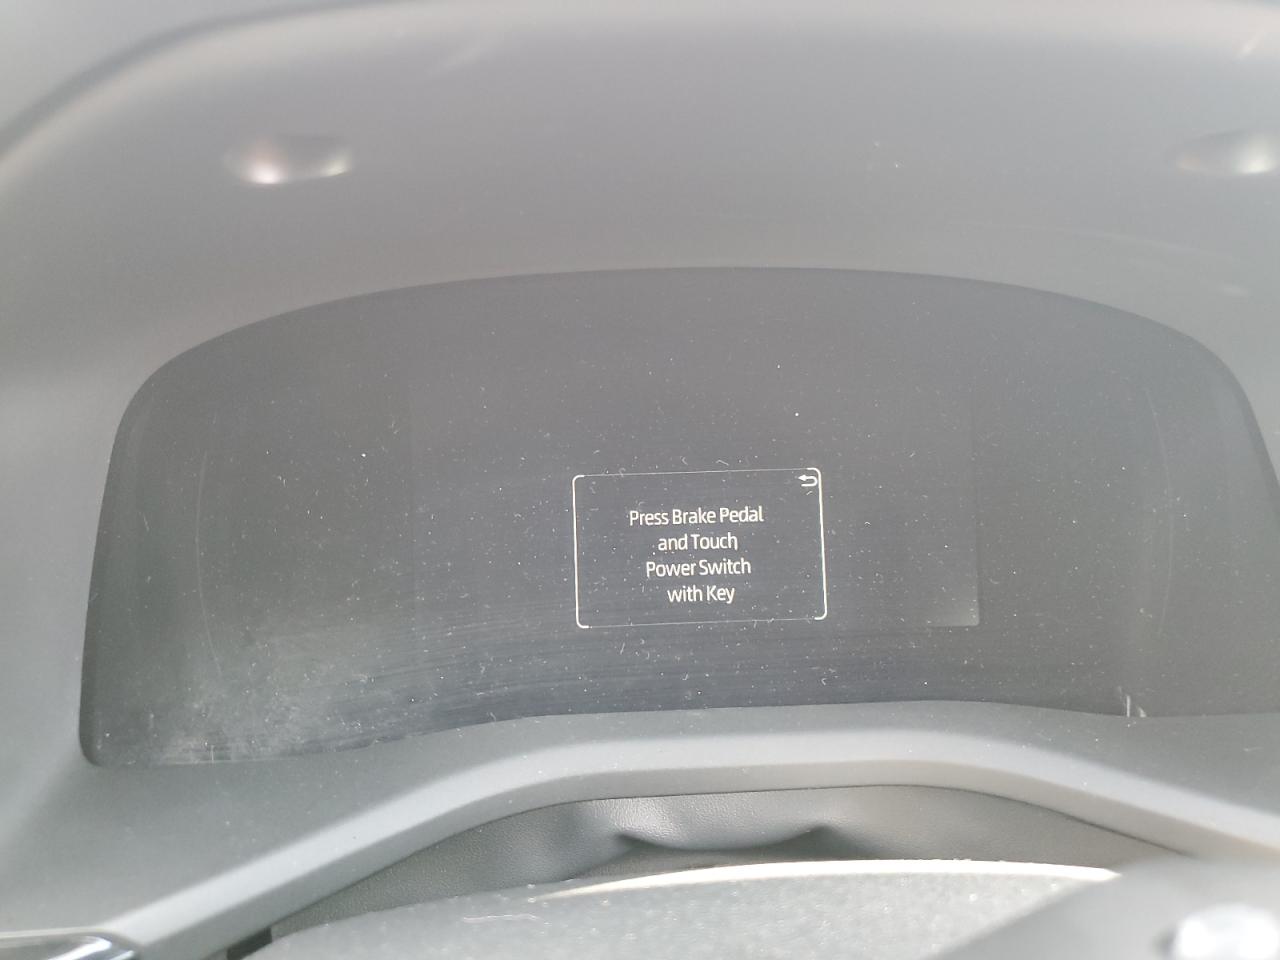 Press Brake Pedal
and Touch
Power Switch
with Key